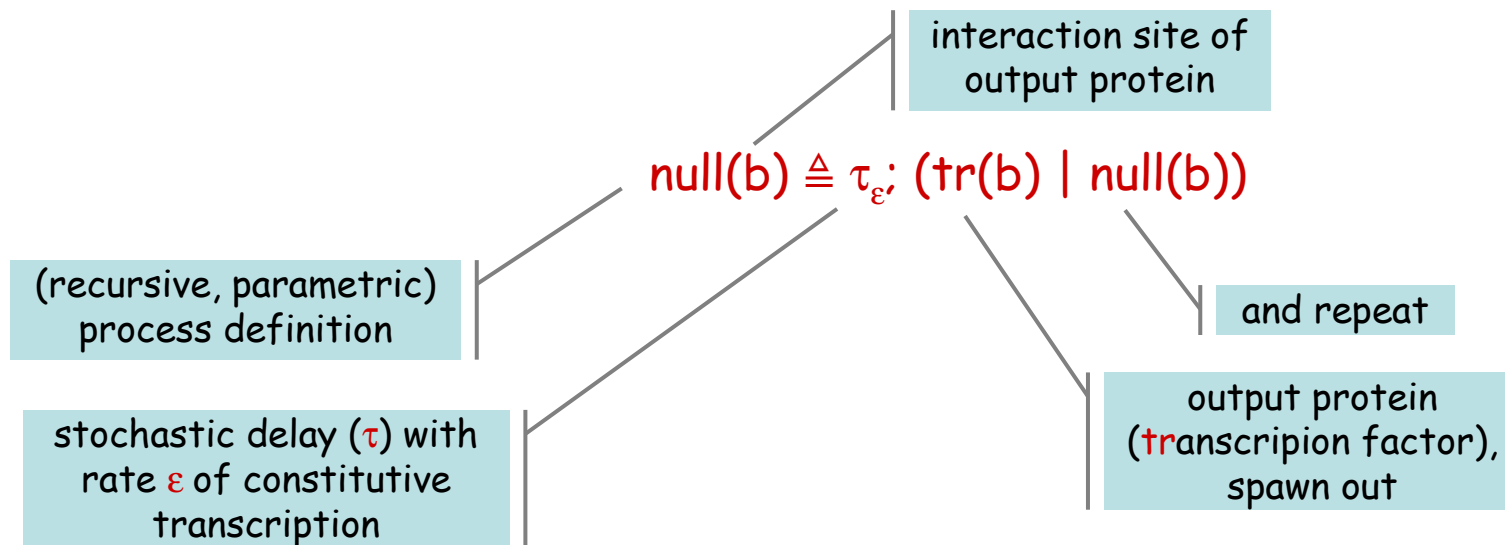 interaction site of
output protein
null(b) ≜ τε; (tr(b) | null(b))
(recursive, parametric)
process definition
and repeat
stochastic delay (τ) with
rate ε of constitutive
transcription
output protein
(transcripion factor),
spawn out